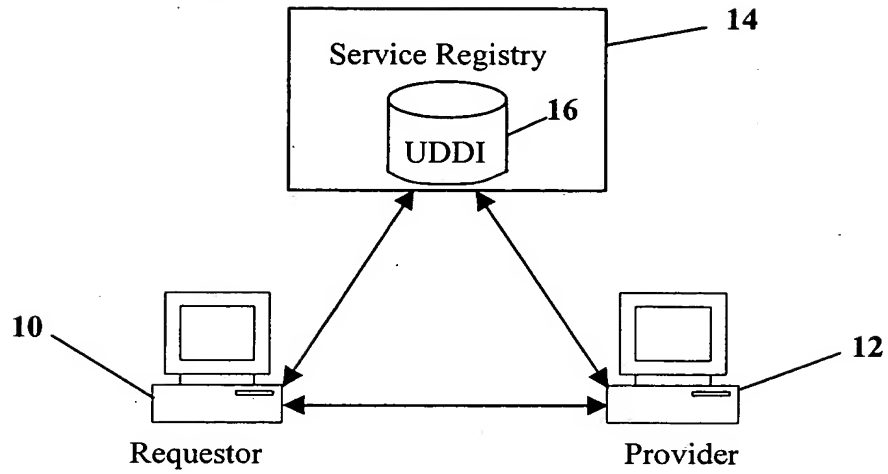 14
Service Registry
16
UDDI
10
12
Requestor
Provider